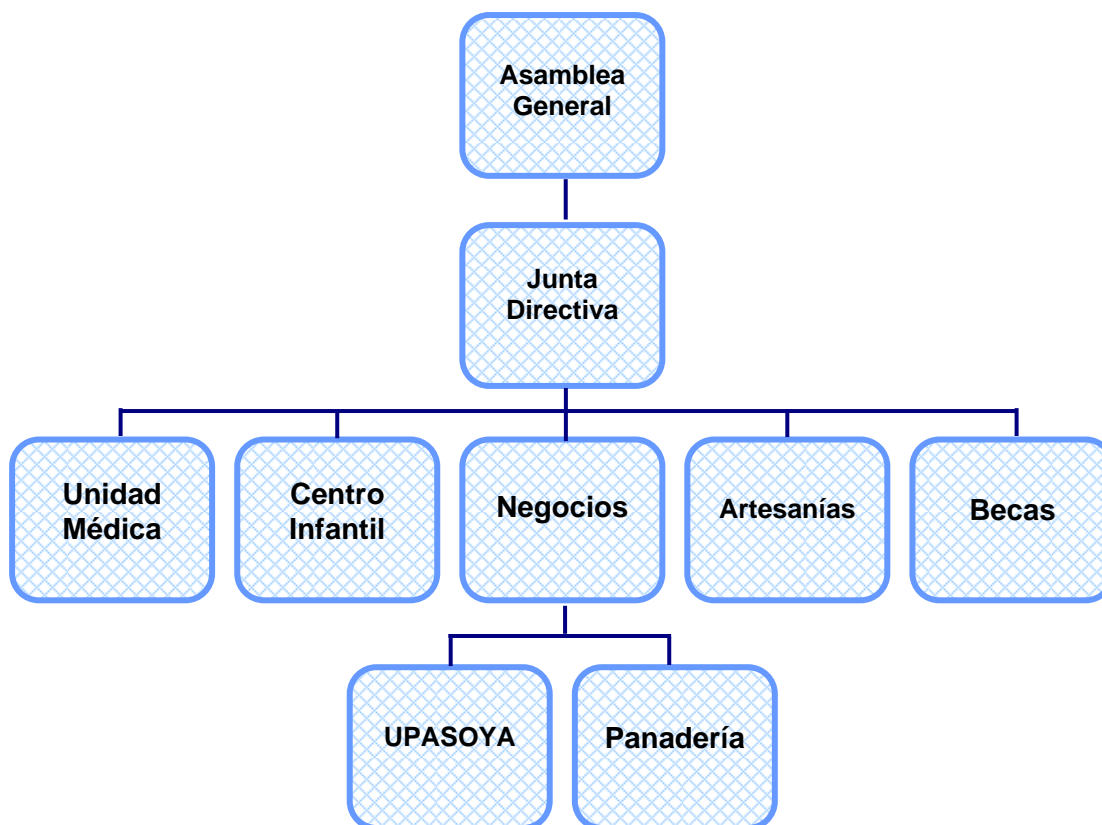 Asamblea
General
Junta
Directiva
Unidad
Médica
Centro
Infantil
Negocios
Artesanías
Becas
UPASOYA
Panadería